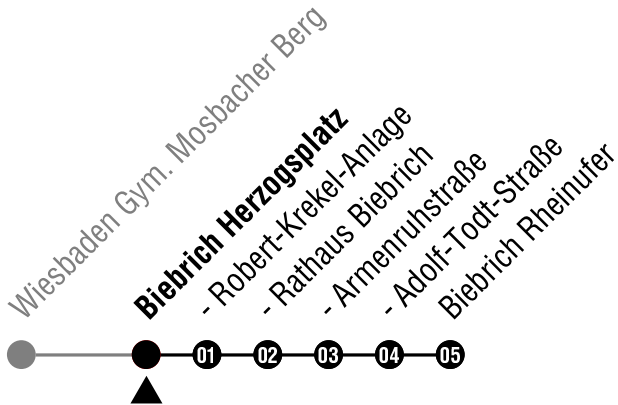 Wiesbaden Gym. Mosbacher Berg
Biebrich Herzogsplatz
- Robert-Krekel-Anlage
- Rathaus Biebrich
- Armenruhstraße
- Adolf-Todt-Straße
Biebrich Rheinufer
01 02 03 04 05